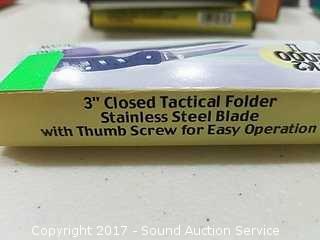 3" Closed Tactical Folder
Stainless Steel Blade
with Thumb Screw for Easy Operation
Copyright 2017 - Sound Auction Service